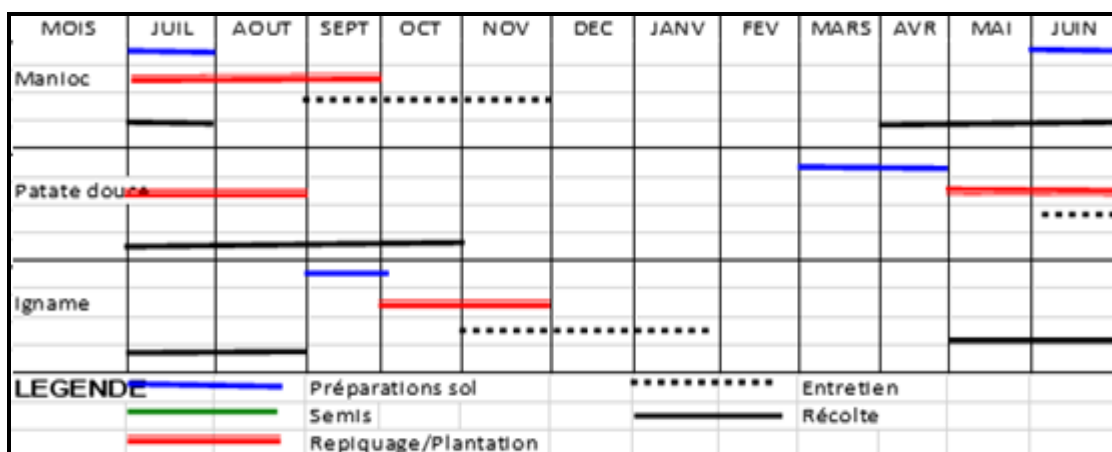 MOIS JUIL AOUT SEPT OCT NOV DEC JANV FEV MARS AVR MAI JUIN
Manioc
Patate douce
Igname
LEGENDE Préparations sol Entretien
Semis Récolte
Repiquage/Plantation